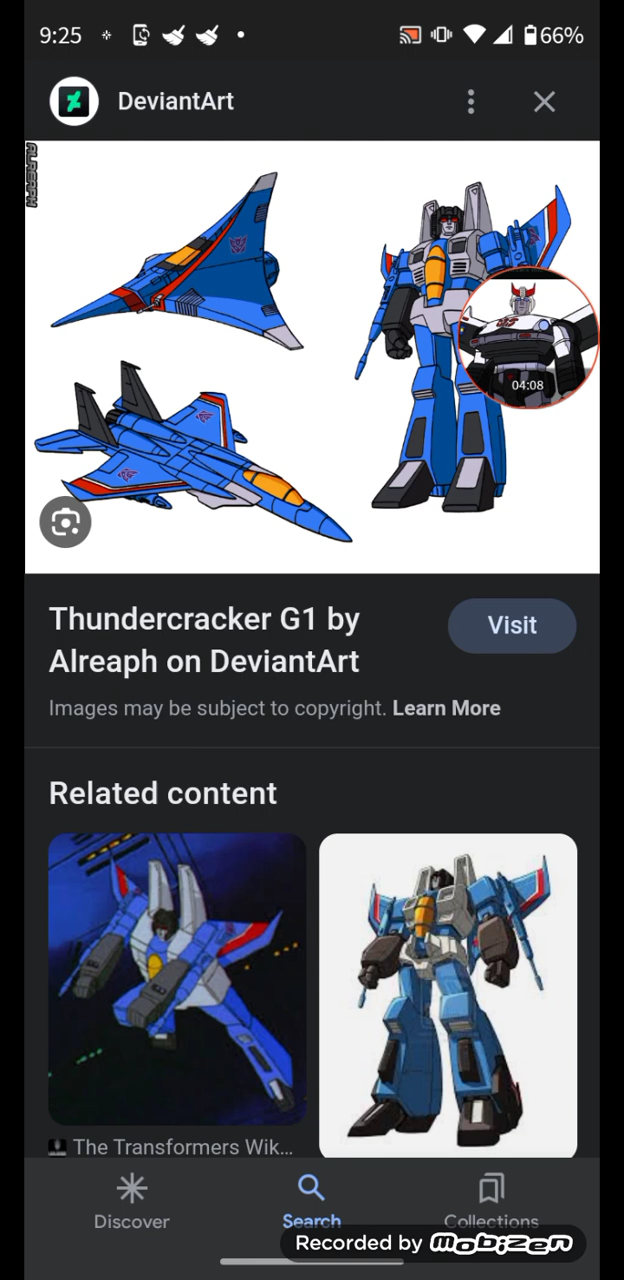 9:25
66%
DeviantArt
ALREAPH
04:08
Thundercracker G1 by
Alreaph on DeviantArt
Visit
Images may be subject to copyright. Learn More
Related content
The Transformers Wik...
Discover
Search
Collections
Recorded by Mobizen